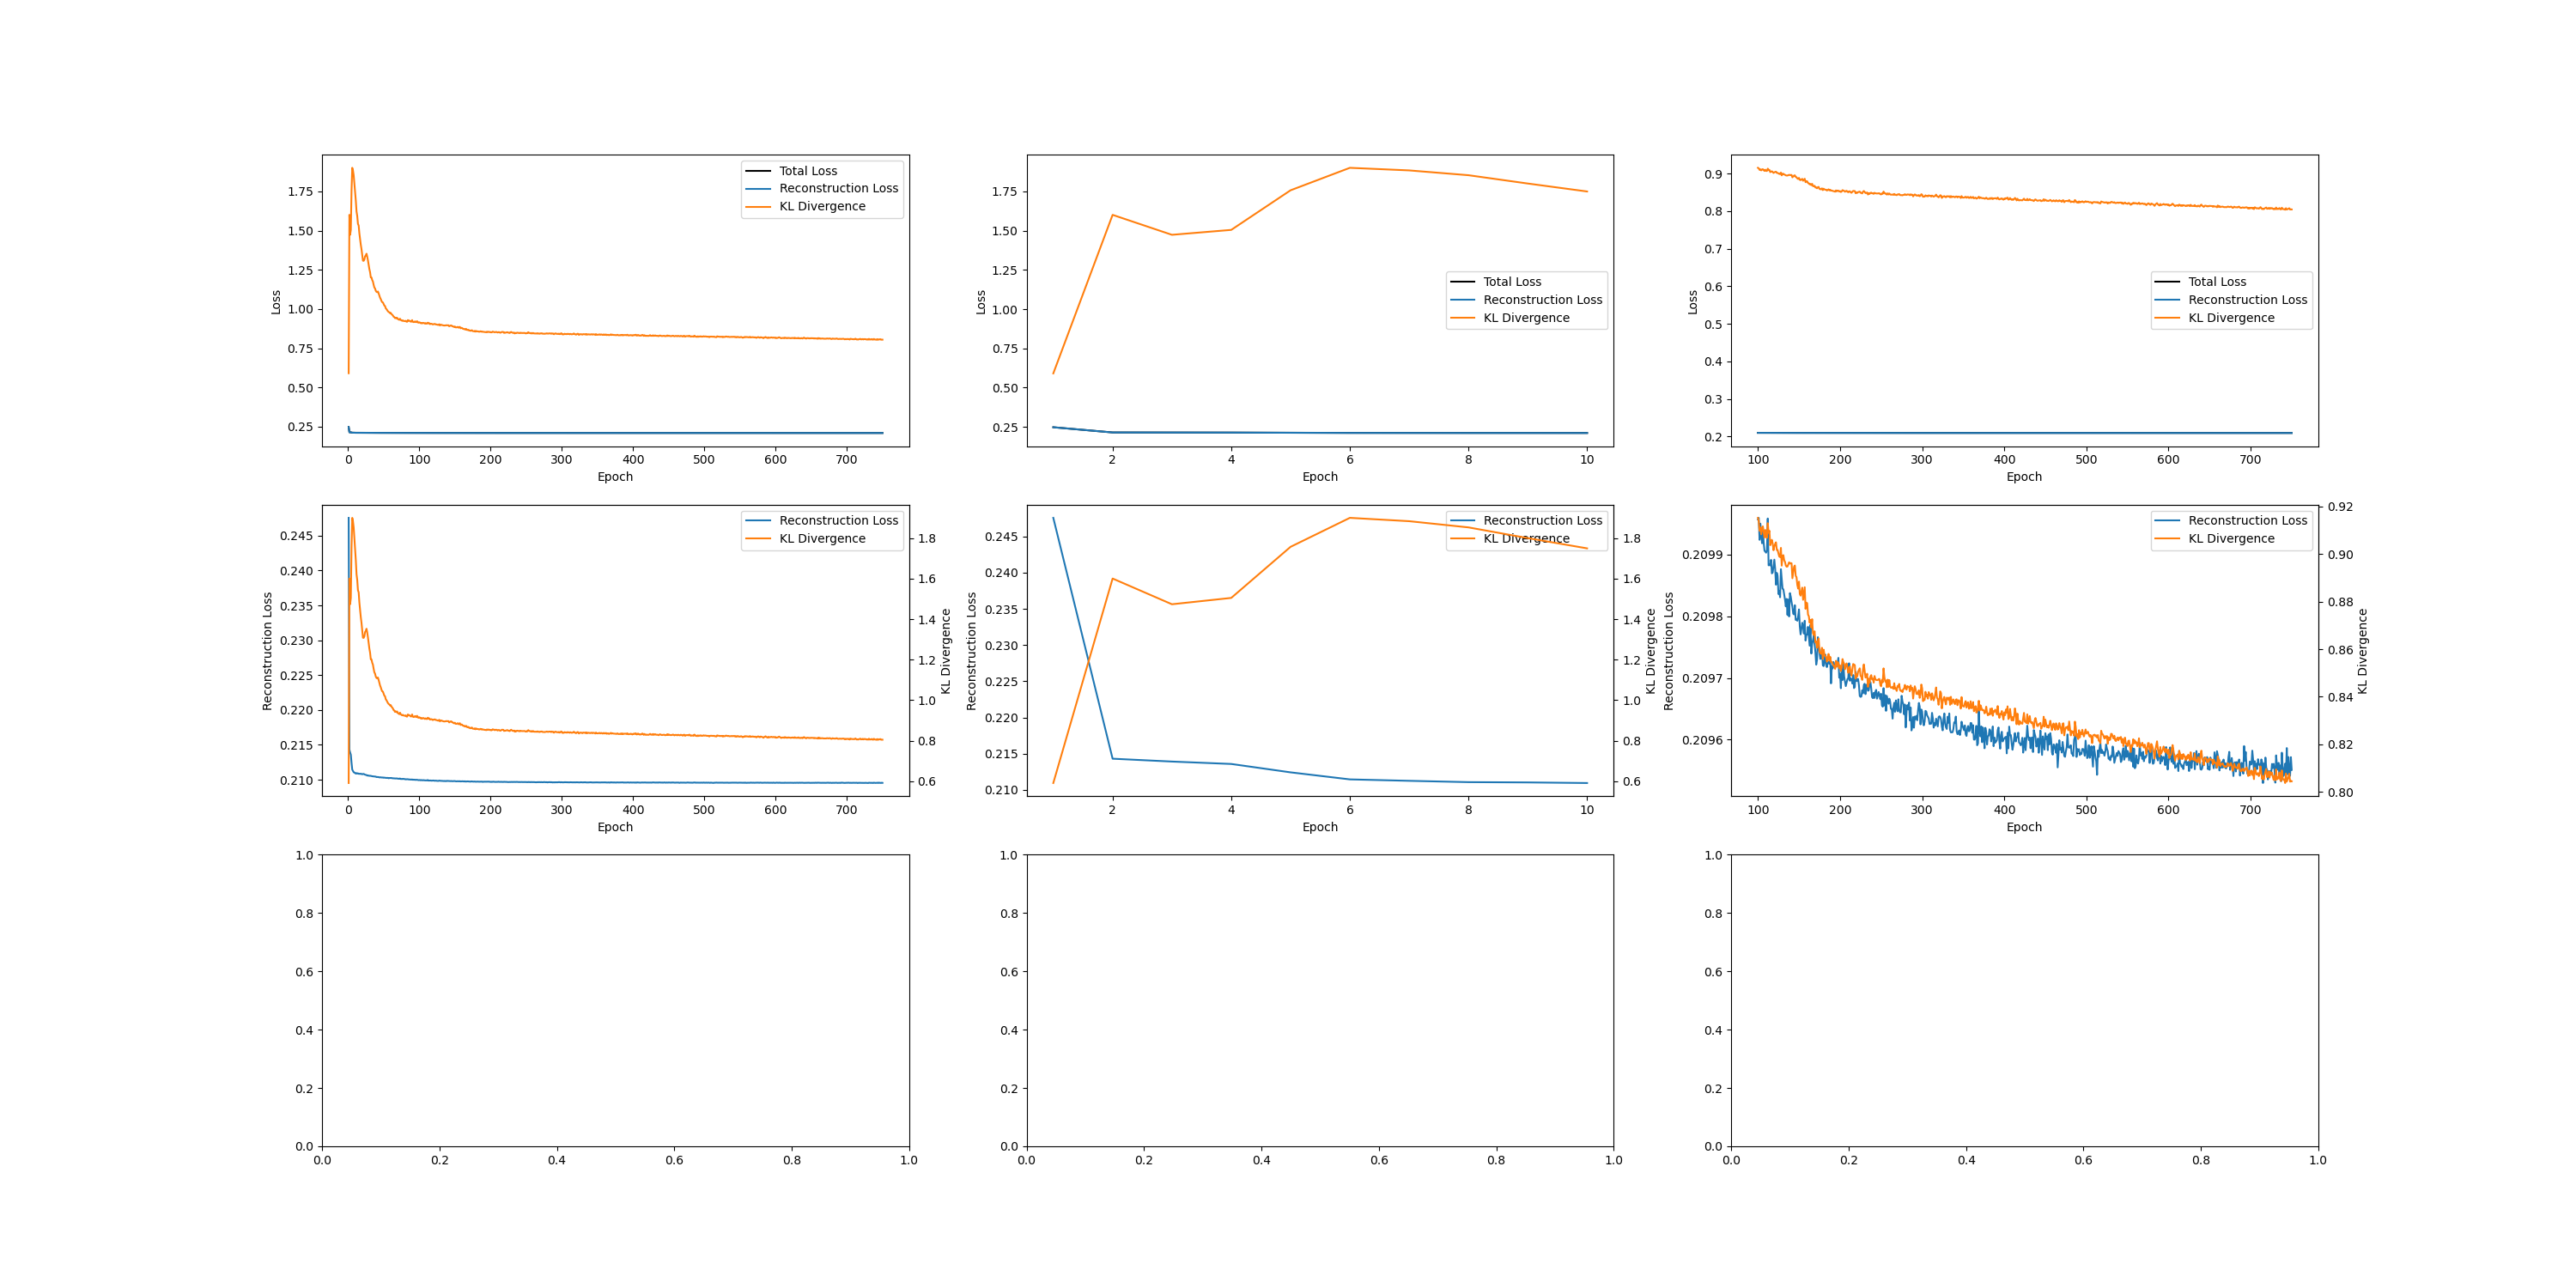 Total Loss
Reconstruction Loss
KL Divergence
Loss
1.75
1.50
1.25
1.00
0.75
0.50
0.25
0 100 200 300 400 500 600 700
Epoch
Total Loss
Reconstruction Loss
KL Divergence
Loss
1.75
1.50
1.25
1.00
0.75
0.50
0.25
2 4 6 8 10
Epoch
Total Loss
Reconstruction Loss
KL Divergence
Loss
0.9
0.8
0.7
0.6
0.5
0.4
0.3
0.2
100 200 300 400 500 600 700
Epoch
Reconstruction Loss
KL Divergence
Reconstruction Loss
0.245
0.240
0.235
0.230
0.225
0.220
0.215
0.210
0 100 200 300 400 500 600 700
Epoch
1.8
1.6
1.4
1.2
1.0
0.8
0.6
KL Divergence
Reconstruction Loss
KL Divergence
Reconstruction Loss
0.245
0.240
0.235
0.230
0.225
0.220
0.215
0.210
2 4 6 8 10
Epoch
1.8
1.6
1.4
1.2
1.0
0.8
0.6
KL Divergence
Reconstruction Loss
KL Divergence
Reconstruction Loss
0.2099
0.2098
0.2097
0.2096
100 200 300 400 500 600 700
Epoch
0.92
0.90
0.88
0.86
0.84
0.82
0.80
KL Divergence
1.0
0.8
0.6
0.4
0.2
0.0
0.0 0.2 0.4 0.6 0.8 1.0
1.0
0.8
0.6
0.4
0.2
0.0
0.0 0.2 0.4 0.6 0.8 1.0
1.0
0.8
0.6
0.4
0.2
0.0
0.0 0.2 0.4 0.6 0.8 1.0